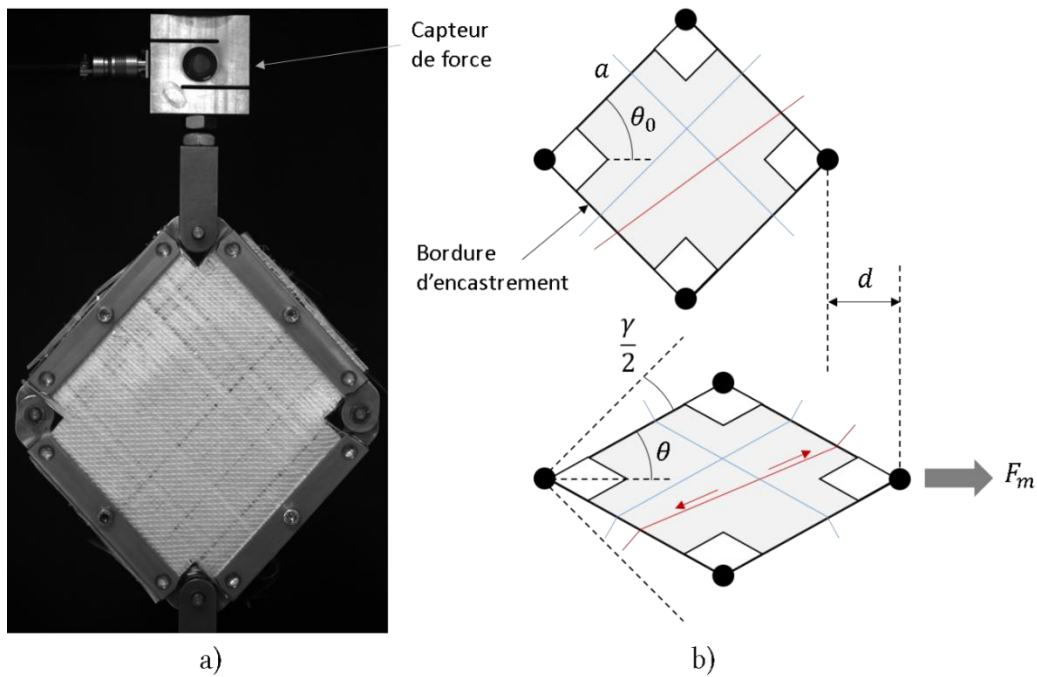 Capteur
de force
a
θ₀
Bordure
d'encastrement
d
γ/2
θ
Fₘ
a)
b)